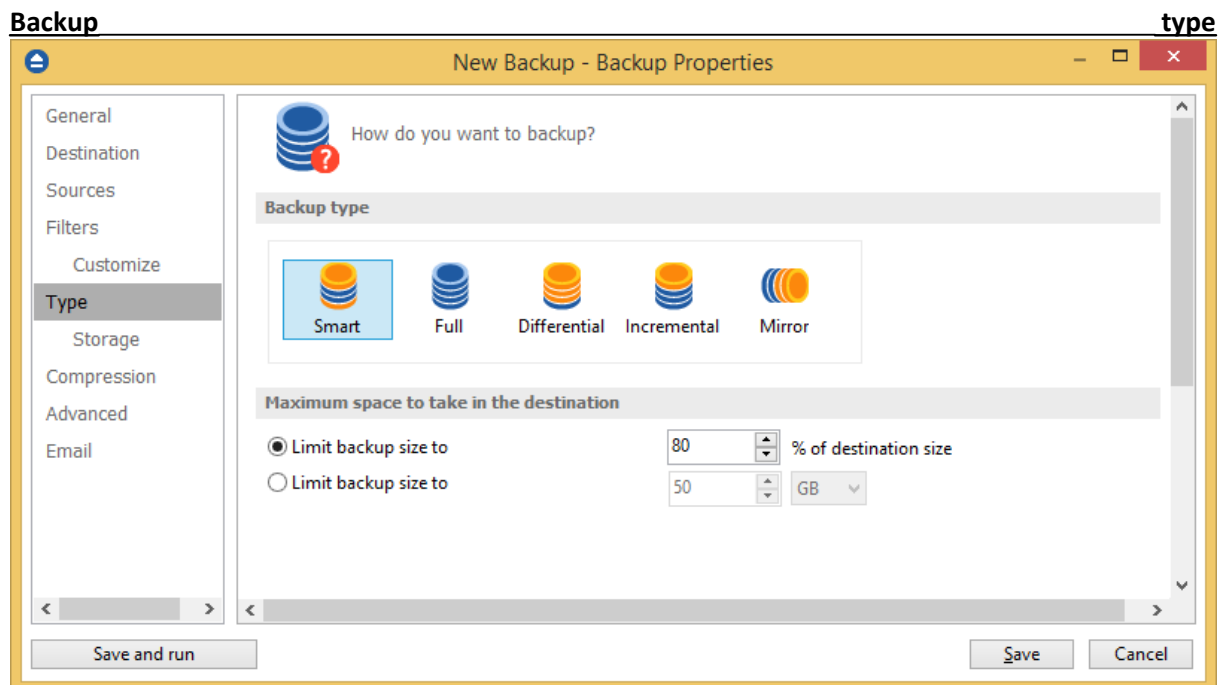 Backup type
New Backup - Backup Properties
General
Destination
Sources
Filters
Customize
Type
Storage
Compression
Advanced
Email
How do you want to backup?
Backup type
Smart Full Differential Incremental Mirror
Maximum space to take in the destination
Limit backup size to 80 % of destination size
Limit backup size to 50 GB
Save and run Save Cancel